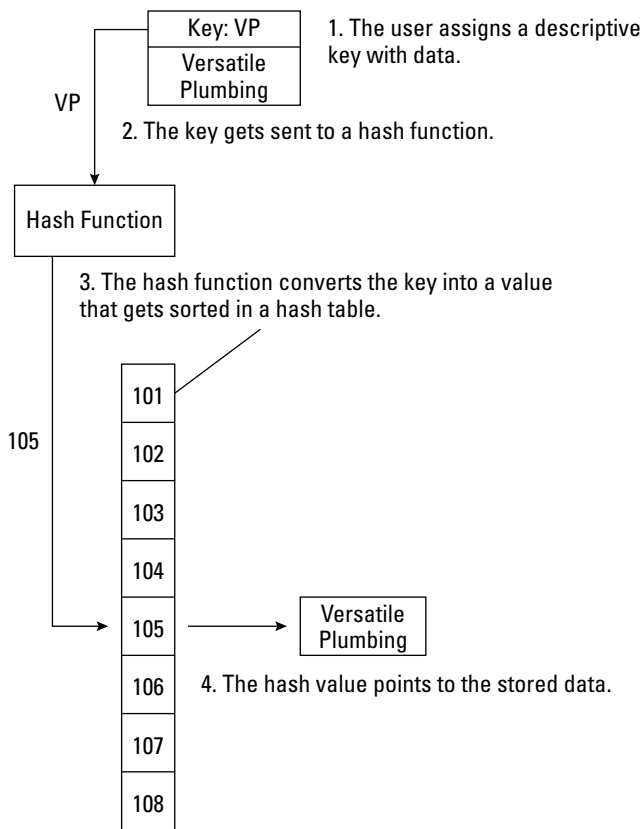 Key: VP
Versatile
Plumbing
1. The user assigns a descriptive
key with data.
VP
2. The key gets sent to a hash function.
Hash Function
3. The hash function converts the key into a value
that gets sorted in a hash table.
101
102
103
104
105
105
Versatile
Plumbing
4. The hash value points to the stored data.
106
107
108